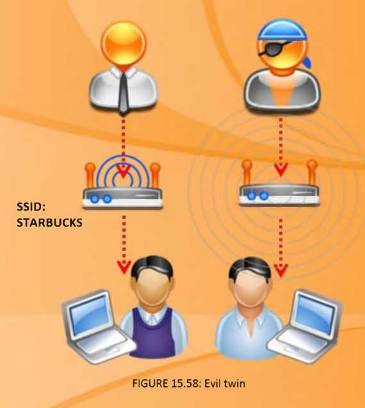 SSID:
STARBUCKS
FIGURE 15.58: Evil twin